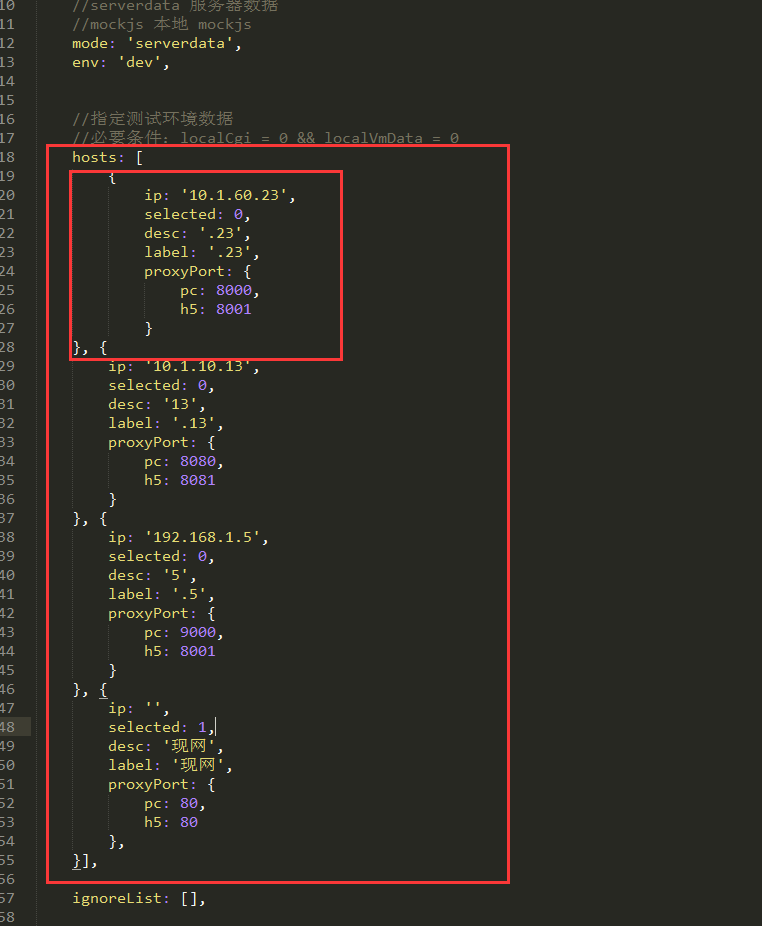 10 //serverdata 服务器数据
11 //mockjs 本地 mockjs
12 mode: 'serverdata',
13 env: 'dev',
14
15
16 //指定测试环境数据
17 //必要条件: localCgi = 0 && localVmData = 0
18 hosts: [
19 {
20 ip: '10.1.60.23',
21 selected: 0,
22 desc: '.23',
23 label: '.23',
24 proxyPort: {
25 pc: 8000,
26 h5: 8001
27 }
28 }, {
29 ip: '10.1.10.13',
30 selected: 0,
31 desc: '13',
32 label: '.13',
33 proxyPort: {
34 pc: 8080,
35 h5: 8081
36 }
37 }, {
38 ip: '192.168.1.5',
39 selected: 0,
40 desc: '5',
41 label: '.5',
42 proxyPort: {
43 pc: 9000,
44 h5: 8001
45 }
46 }, {
47 ip: '',
48 selected: 1,
49 desc: '现网',
50 label: '现网',
51 proxyPort: {
52 pc: 80,
53 h5: 80
54 },
55 }],
56
57 ignoreList: [],
58